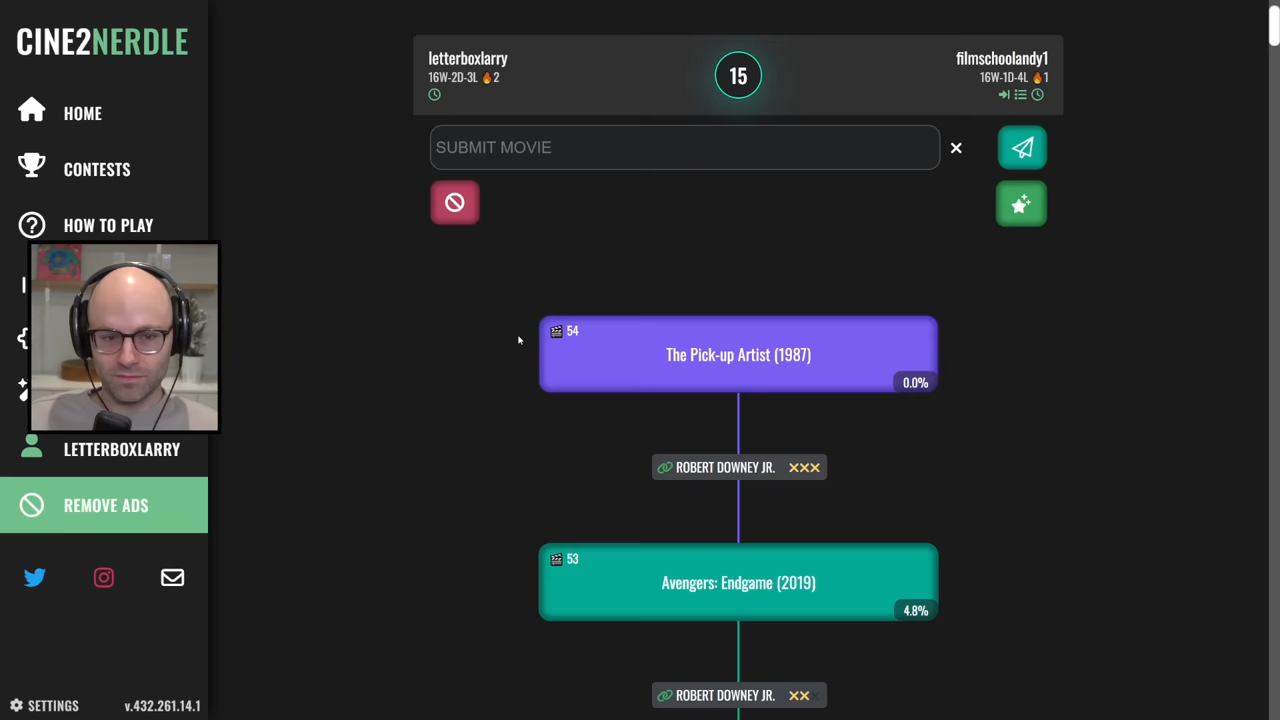 CINE2NERDLE
HOME
CONTESTS
HOW TO PLAY
LETTERBOXLARRY
REMOVE ADS
SETTINGS
v.432.261.14.1
letterboxlarry
16W-2D-3L 🔥2
15
filmschoolandy1
16W-1D-4L 🔥1
SUBMIT MOVIE
54
The Pick-up Artist (1987)
0.0%
ROBERT DOWNEY JR.
53
Avengers: Endgame (2019)
4.8%
ROBERT DOWNEY JR.